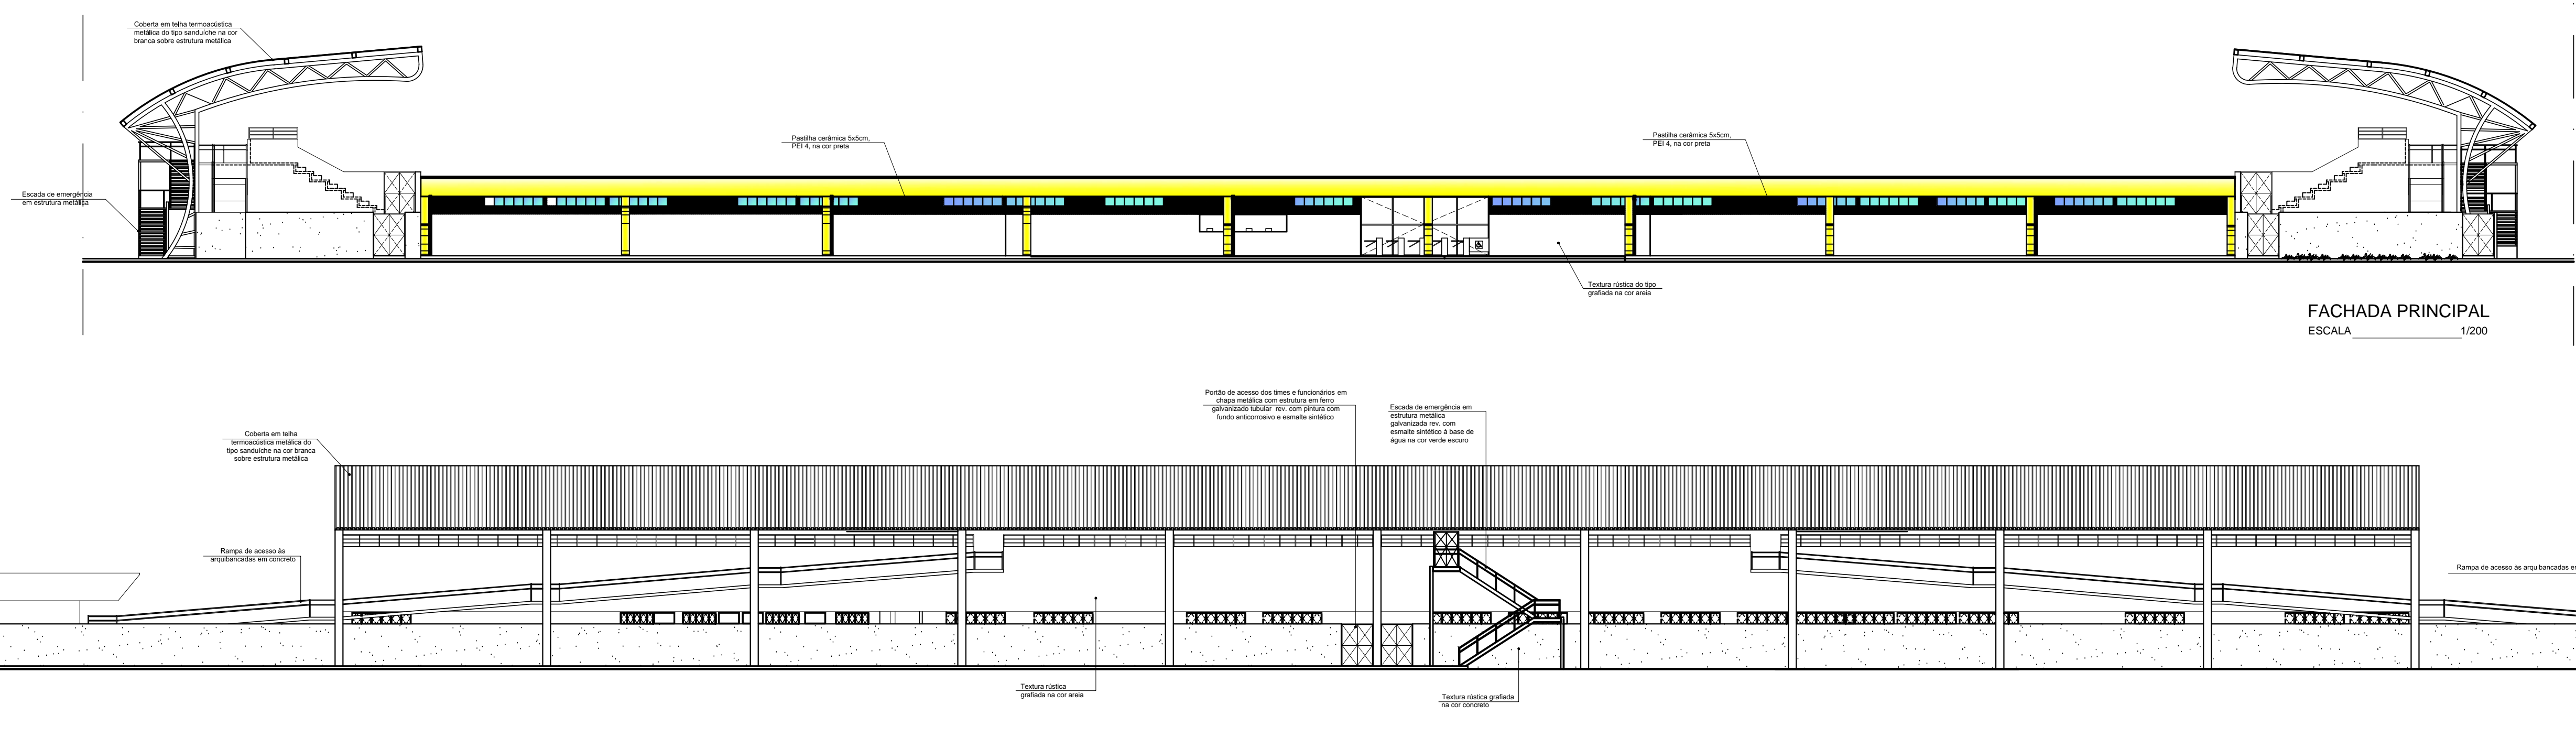 Coberta em telha termoacústica
metálica do tipo sanduíche na cor
branca sobre estrutura metálica
Pastilha cerâmica 5x5cm,
PEI 4, na cor preta
Pastilha cerâmica 5x5cm,
PEI 4, na cor preta
Escada de emergência
em estrutura metálica
Textura rústica do tipo
grafiada na cor areia
FACHADA PRINCIPAL
ESCALA 1/200
Portão de acesso dos times e funcionários em
chapa metálica com estrutura em ferro
galvanizado tubular rev. com pintura com
fundo anticorrosivo e esmalte sintético
Escada de emergência em
estrutura metálica
galvanizada rev. com
esmalte sintético à base de
água na cor verde escuro
Coberta em telha
termoacústica metálica do
tipo sanduíche na cor branca
sobre estrutura metálica
Rampa de acesso às
arquibancadas em concreto
Rampa de acesso às arquibancadas e
Textura rústica
grafiada na cor areia
Textura rústica grafiada
na cor concreto